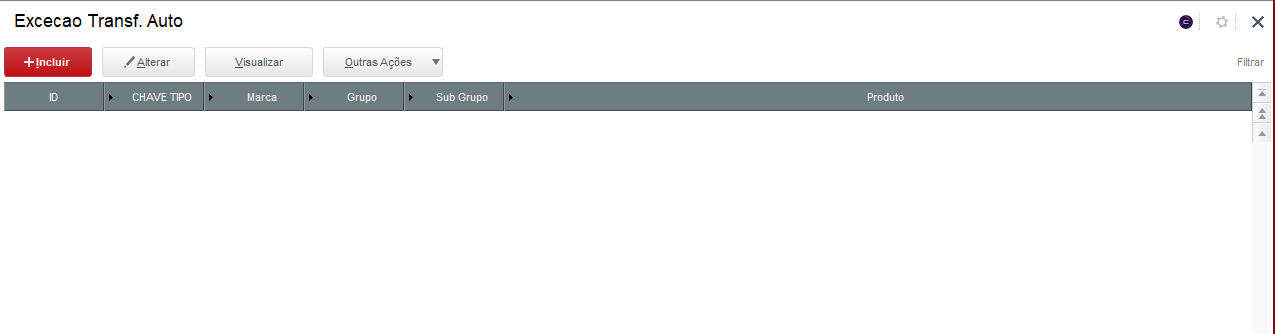 Excecao Transf. Auto
+Incluir Alterar Visualizar Outras Ações Filtrar
ID CHAVE TIPO Marca Grupo Sub Grupo Produto